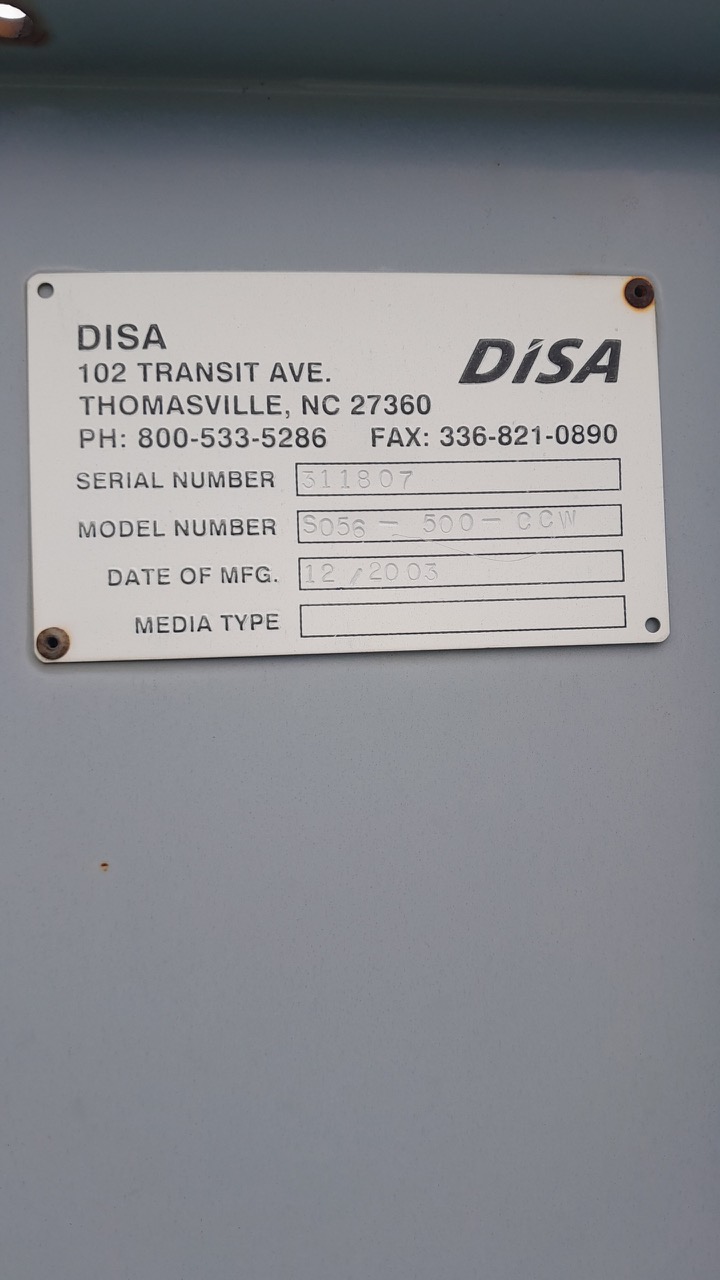 DISA
DISA
102 TRANSIT AVE.
THOMASVILLE, NC 27360
PH: 800-533-5286 FAX: 336-821-0890
SERIAL NUMBER 311807
MODEL NUMBER S056 - 500 - CCW
DATE OF MFG. 12 / 2003
MEDIA TYPE